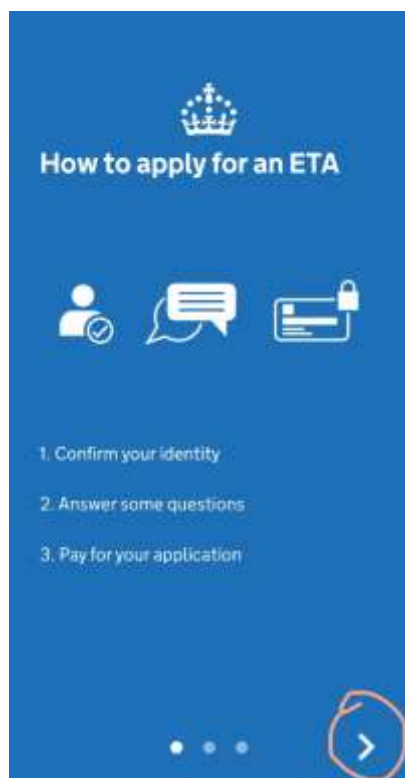 How to apply for an ETA
1. Confirm your identity
2. Answer some questions
3. Pay for your application